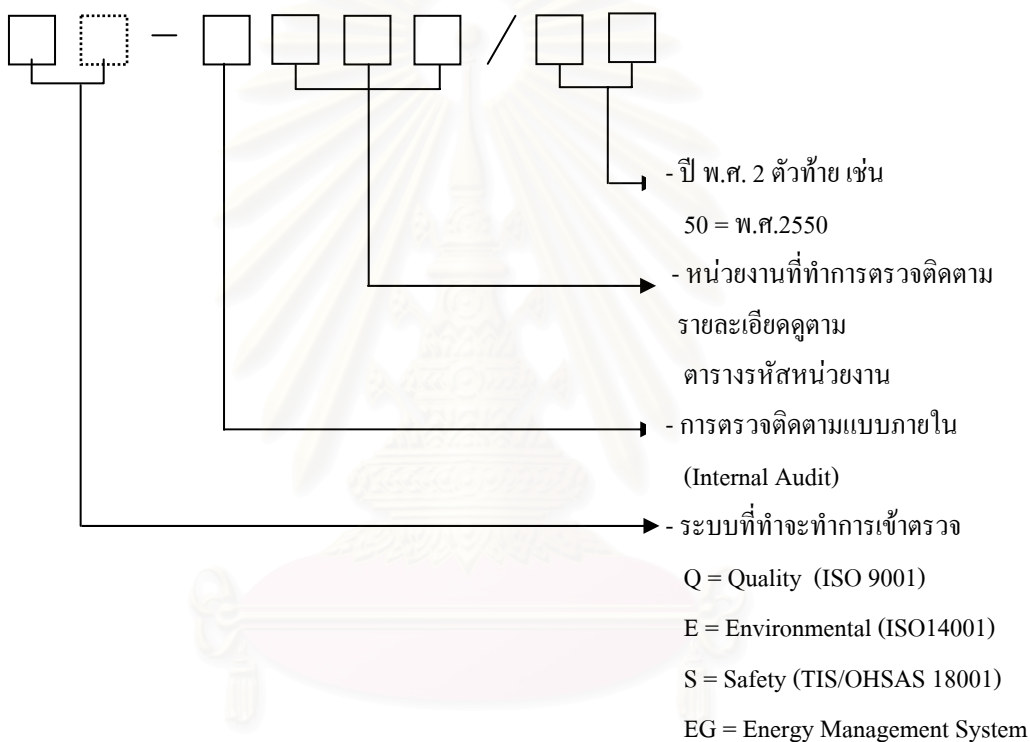 – /
- ปี พ.ศ. 2 ตัวท้าย เช่น
50 = พ.ศ.2550
- หน่วยงานที่ทำการตรวจติดตาม
รายละเอียดดูตาม
ตารางรหัสหน่วยงาน
- การตรวจติดตามแบบภายใน
(Internal Audit)
- ระบบที่ทำจะทำการเข้าตรวจ
Q = Quality (ISO 9001)
E = Environmental (ISO14001)
S = Safety (TIS/OHSAS 18001)
EG = Energy Management System